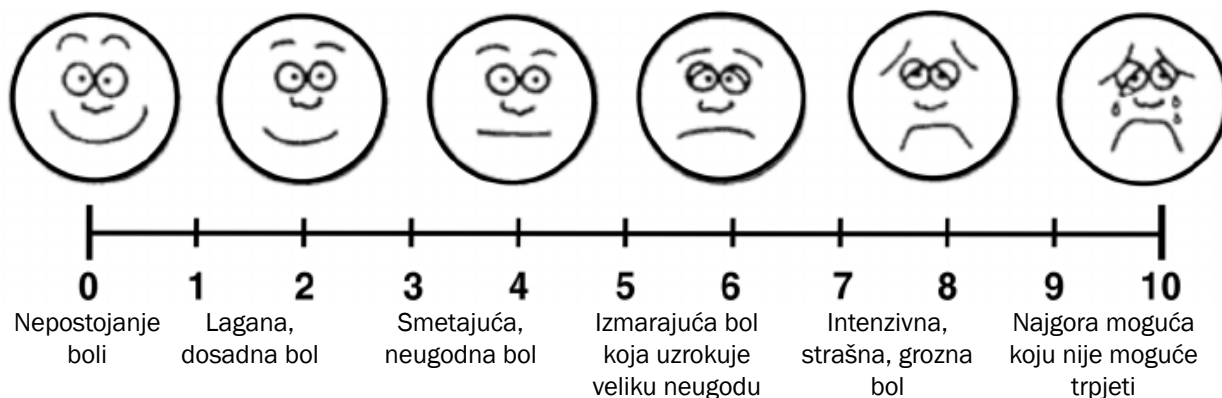 0 1 2 3 4 5 6 7 8 9 10
Nepostojanje
boli
Lagana,
dosadna bol
Smetajuća,
neugodna bol
Izmarajuća bol
koja uzrokuje
veliku neugodu
Intenzivna,
strašna, grozna
bol
Najgora moguća
koju nije moguće
trpjeti